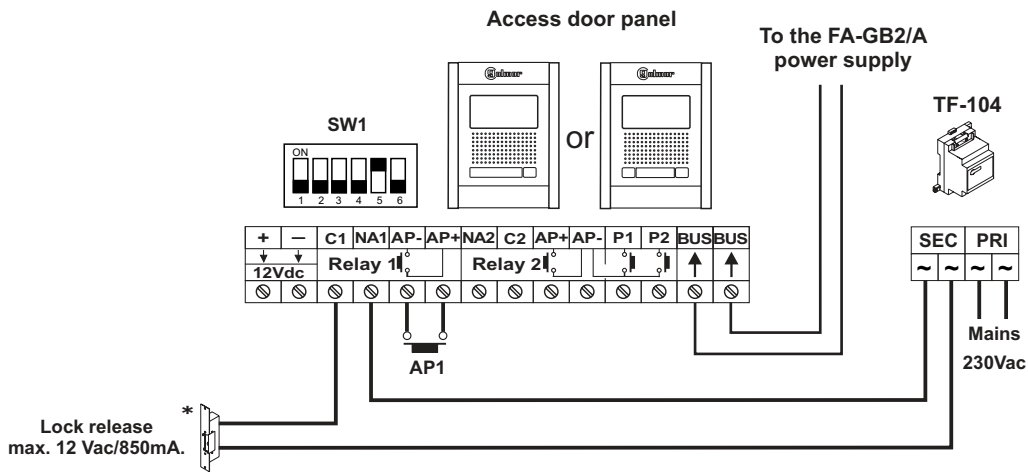 Access door panel
To the FA-GB2/A
power supply
TF-104
SW1
ON
1 2 3 4 5 6
Golmar
or
Golmar
+ — C1 NA1 AP- AP+ NA2 C2 AP+ AP- P1 P2 BUS BUS
12Vdc
Relay 1
Relay 2
SEC PRI
~ ~ ~ ~
Mains
230Vac
AP1
*
Lock release
max. 12 Vac/850mA.